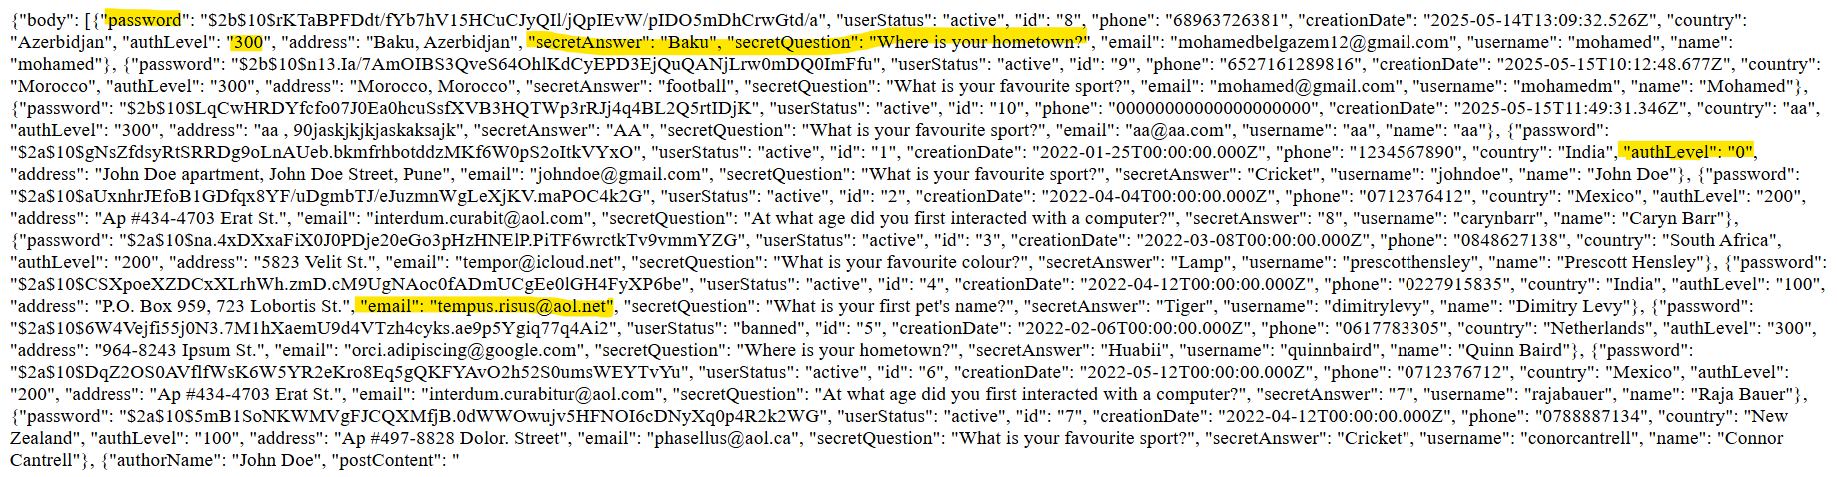 {"body": [{"password": "$2b$10$rKTaBPFDdt/fYb7hV15HCuCJyQIl/jQpIEvW/pIDO5mDhCrwGtd/a", "userStatus": "active", "id": "8", "phone": "68963726381", "creationDate": "2025-05-14T13:09:32.526Z", "country":
"Azerbidjan", "authLevel": "300", "address": "Baku, Azerbidjan", "secretAnswer": "Baku", "secretQuestion": "Where is your hometown?", "email": "mohamedbelgazem12@gmail.com", "username": "mohamed", "name":
"mohamed"}, {"password": "$2b$10$n13.Ia/7AmOIBS3QveS64OhlKdCyEPD3EjQuQANjLrw0mDQ0ImFfu", "userStatus": "active", "id": "9", "phone": "6527161289816", "creationDate": "2025-05-15T10:12:48.677Z", "country":
"Morocco", "authLevel": "300", "address": "Morocco, Morocco", "secretAnswer": "football", "secretQuestion": "What is your favourite sport?", "email": "mohamed@gmail.com", "username": "mohamedm", "name": "Mohamed"},
{"password": "$2b$10$LqCwHRDYfcfo07J0Ea0hcuSsfXVB3HQTWp3rRJj4q4BL2Q5rtIDjK", "userStatus": "active", "id": "10", "phone": "00000000000000000000", "creationDate": "2025-05-15T11:49:31.346Z", "country": "aa",
"authLevel": "300", "address": "aa , 90jaskjkjkjaskaksajk", "secretAnswer": "AA", "secretQuestion": "What is your favourite sport?", "email": "aa@aa.com", "username": "aa", "name": "aa"}, {"password":
"$2a$10$gNsZfdsyRtSRRDg9oLnAUeb.bkmfrhbotddzMKf6W0pS2oItkVYxO", "userStatus": "active", "id": "1", "creationDate": "2022-01-25T00:00:00.000Z", "phone": "1234567890", "country": "India", "authLevel": "0",
"address": "John Doe apartment, John Doe Street, Pune", "email": "johndoe@gmail.com", "secretQuestion": "What is your favourite sport?", "secretAnswer": "Cricket", "username": "johndoe", "name": "John Doe"}, {"password":
"$2a$10$aUxnhrJEfoB1GDfqx8YF/uDgmbTJ/eJuzmnWgLeXjKV.maPOC4k2G", "userStatus": "active", "id": "2", "creationDate": "2022-04-04T00:00:00.000Z", "phone": "0712376412", "country": "Mexico", "authLevel": "200",
"address": "Ap #434-4703 Erat St.", "email": "interdum.curabit@aol.com", "secretQuestion": "At what age did you first interacted with a computer?", "secretAnswer": "8", "username": "carynbarr", "name": "Caryn Barr"},
{"password": "$2a$10$na.4xDXxaFiX0J0PDje20eGo3pHzHNElP.PiTF6wrctkTv9vmmYZG", "userStatus": "active", "id": "3", "creationDate": "2022-03-08T00:00:00.000Z", "phone": "0848627138", "country": "South Africa",
"authLevel": "200", "address": "5823 Velit St.", "email": "tempor@icloud.net", "secretQuestion": "What is your favourite colour?", "secretAnswer": "Lamp", "username": "prescotthensley", "name": "Prescott Hensley"}, {"password":
"$2a$10$CSXpoeXZDCxXLrhWh.zmD.cM9UgNAoc0fADmUCgEe0lGH4FyXP6be", "userStatus": "active", "id": "4", "creationDate": "2022-04-12T00:00:00.000Z", "phone": "0227915835", "country": "India", "authLevel": "100",
"address": "P.O. Box 959, 723 Lobortis St.", "email": "tempus.risus@aol.net", "secretQuestion": "What is your first pet's name?", "secretAnswer": "Tiger", "username": "dimitrylevy", "name": "Dimitry Levy"}, {"password":
"$2a$10$6W4Vejfi55j0N3.7M1hXaemU9d4VTzh4cyks.ae9p5Ygiq77q4Ai2", "userStatus": "banned", "id": "5", "creationDate": "2022-02-06T00:00:00.000Z", "phone": "0617783305", "country": "Netherlands", "authLevel": "300",
"address": "964-8243 Ipsum St.", "email": "orci.adipiscing@google.com", "secretQuestion": "Where is your hometown?", "secretAnswer": "Huabii", "username": "quinnbaird", "name": "Quinn Baird"}, {"password":
"$2a$10$DqZ2OS0AVflfWsK6W5YR2eKro8Eq5gQKFYAvO2h52S0umsWEYTvYu", "userStatus": "active", "id": "6", "creationDate": "2022-05-12T00:00:00.000Z", "phone": "0712376712", "country": "Mexico", "authLevel":
"200", "address": "Ap #434-4703 Erat St.", "email": "interdum.curabitur@aol.com", "secretQuestion": "At what age did you first interacted with a computer?", "secretAnswer": "7", "username": "rajabauer", "name": "Raja Bauer"},
{"password": "$2a$10$5mB1SoNKWMVgFJCQXMfjB.0dWWOwujv5HFNOI6cDNyXq0p4R2k2WG", "userStatus": "active", "id": "7", "creationDate": "2022-04-12T00:00:00.000Z", "phone": "0788887134", "country": "New
Zealand", "authLevel": "100", "address": "Ap #497-8828 Dolor. Street", "email": "phasellus@aol.ca", "secretQuestion": "What is your favourite sport?", "secretAnswer": "Cricket", "username": "conorcantrell", "name": "Connor
Cantrell"}, {"authorName": "John Doe", "postContent": "